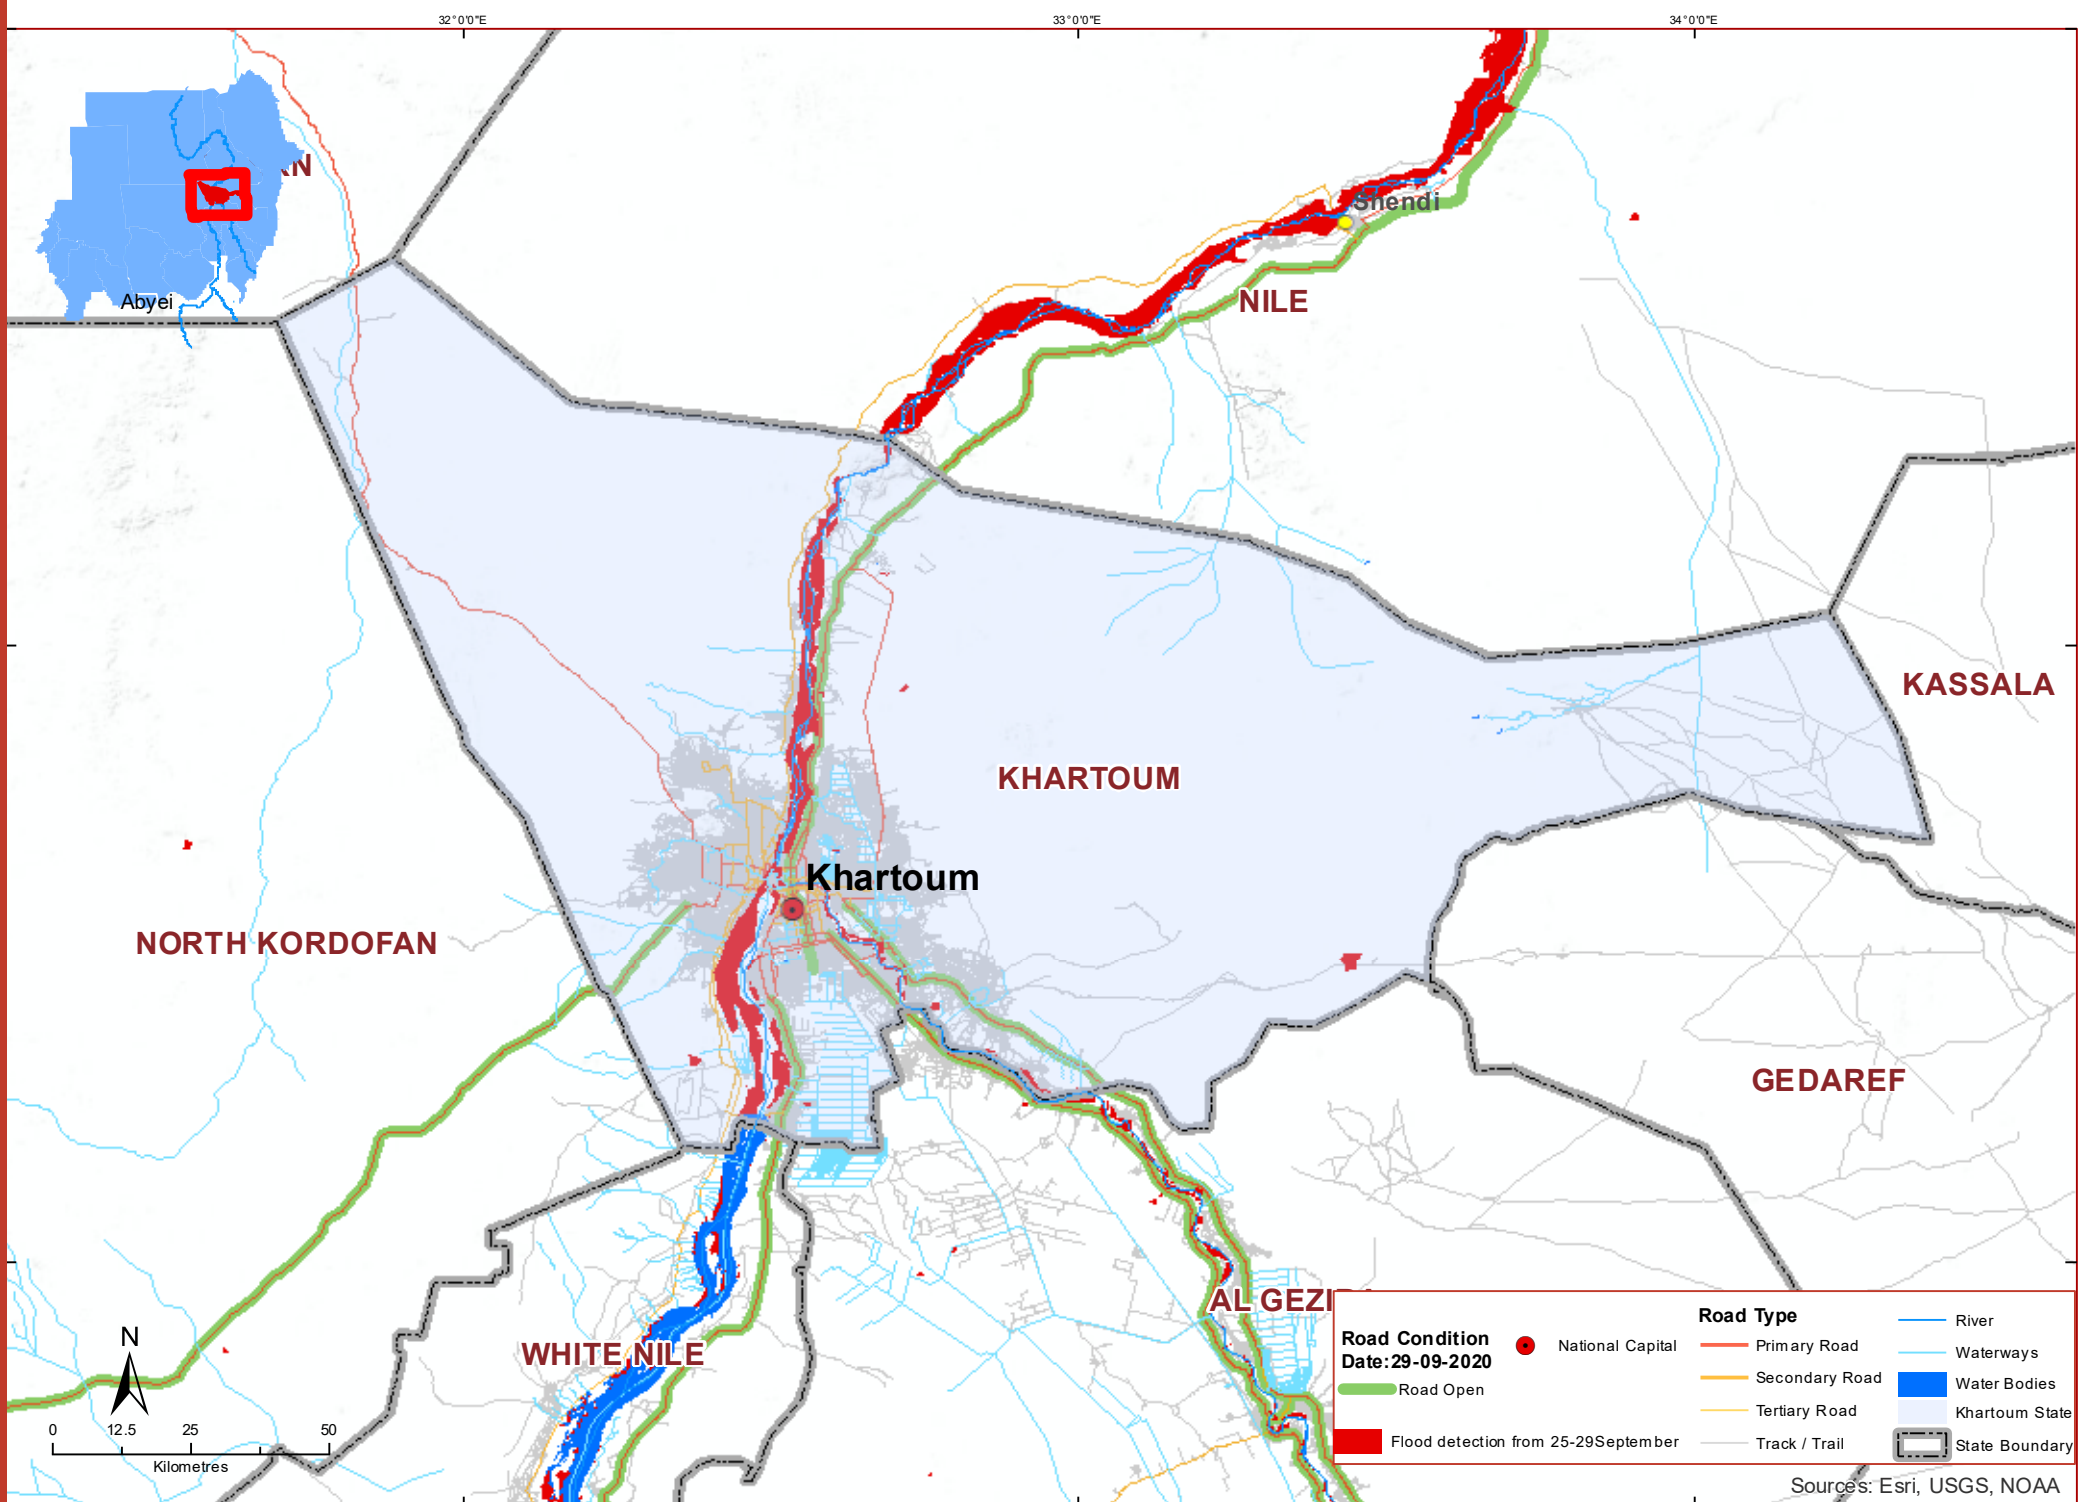 32°0'0"E
33°0'0"E
34°0'0"E
Abyei
Shendi
NILE
KASSALA
KHARTOUM
Khartoum
NORTH KORDOFAN
GEDAREF
AL GEZI
WHITE NILE
N
0 12.5 25 50
Kilometres
Road Condition
Date:29-09-2020
Road Open
Flood detection from 25-29September
National Capital
Road Type
Primary Road
Secondary Road
Tertiary Road
Track / Trail
River
Waterways
Water Bodies
Khartoum State
State Boundary
Sources: Esri, USGS, NOAA